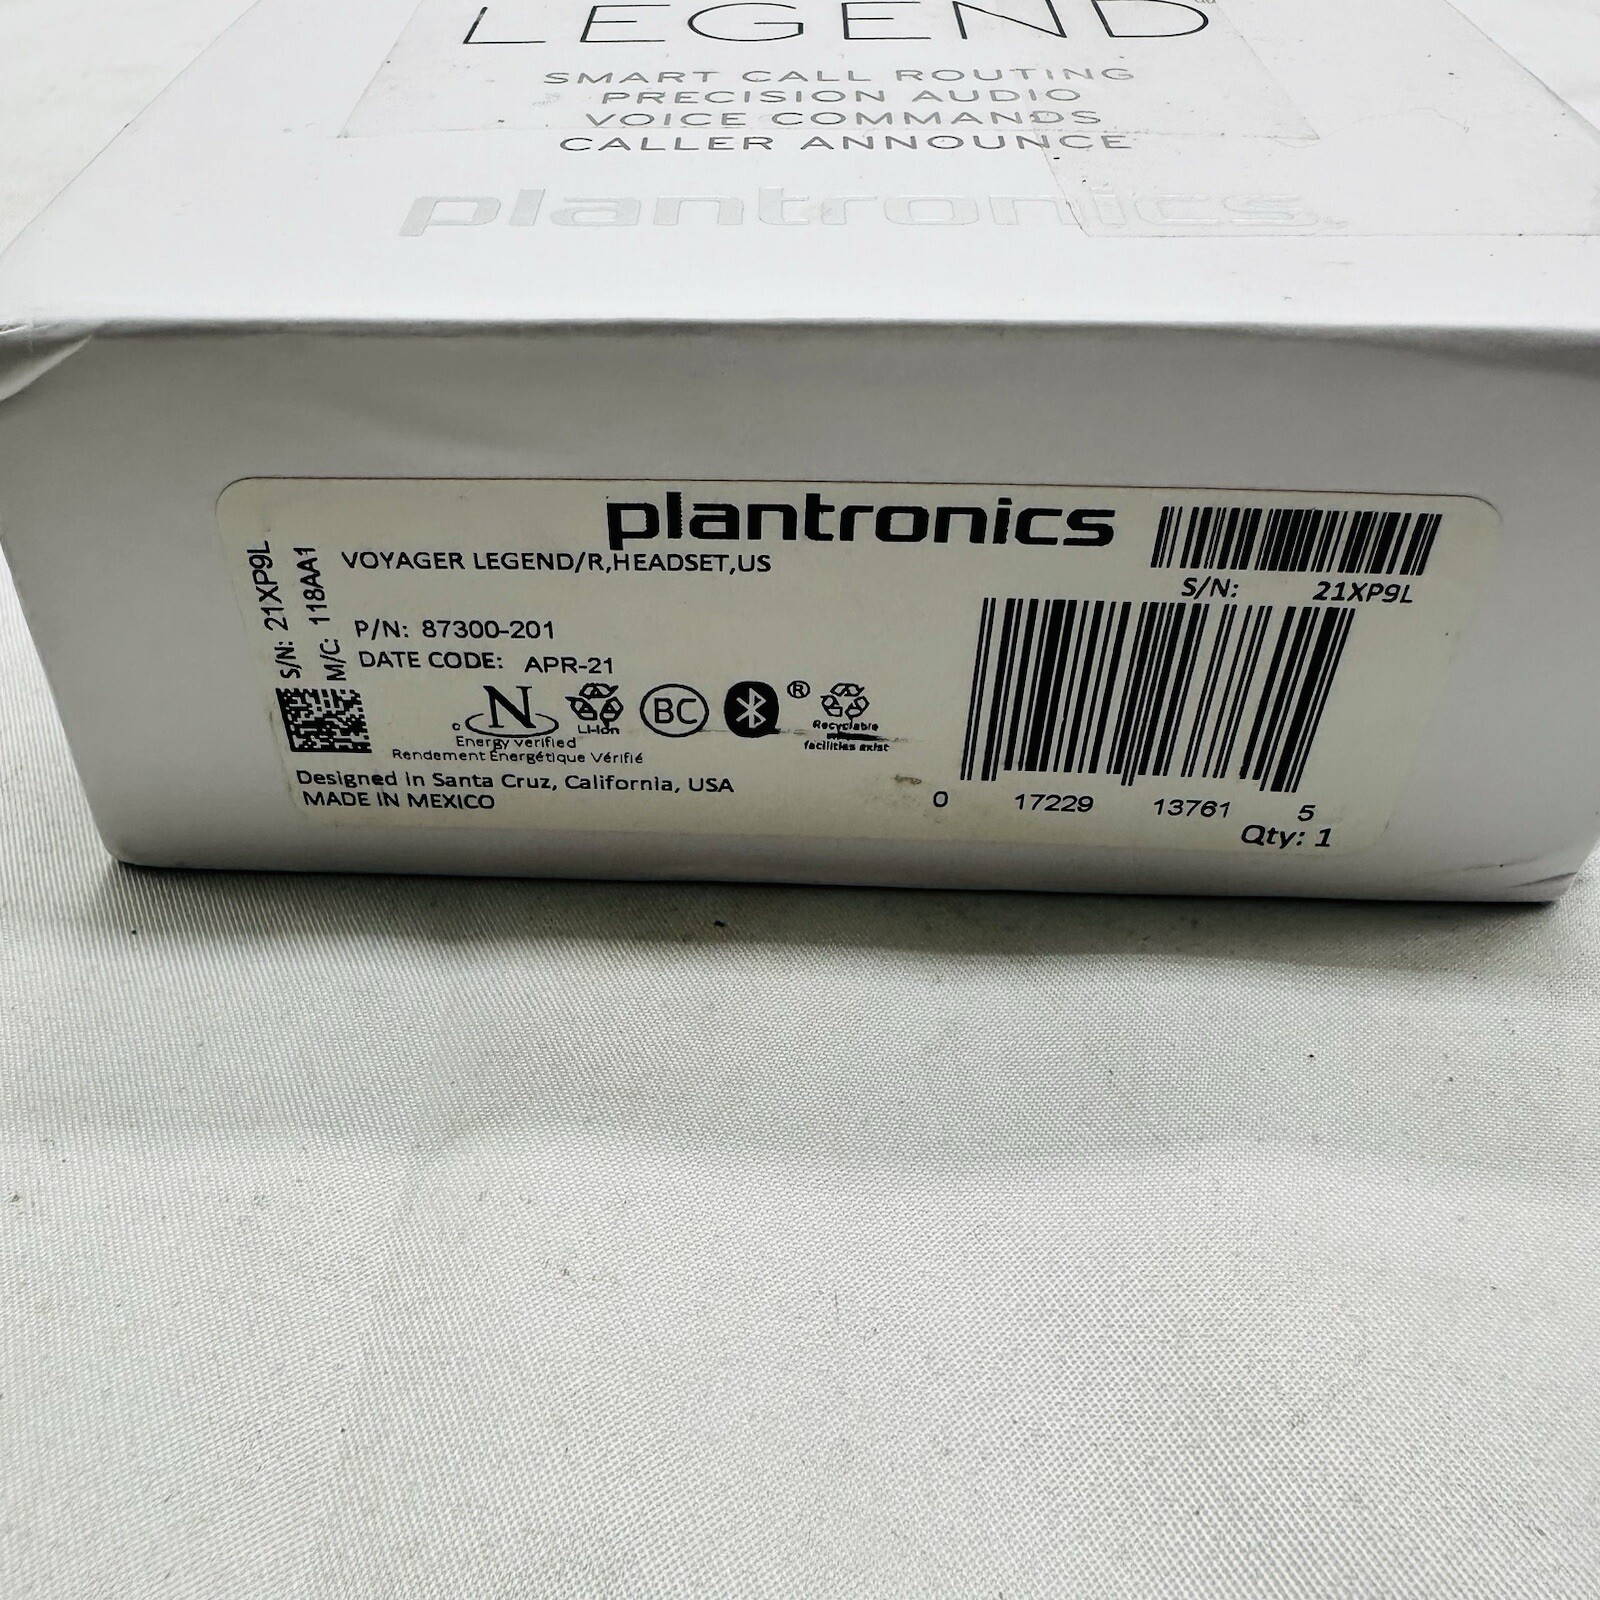 LEGEND
SMART CALL ROUTING
PRECISION AUDIO
VOICE COMMANDS
CALLER ANNOUNCE
plantronics
plantronics
VOYAGER LEGEND/R,HEADSET,US
S/N: 21XP9L
S/N: 21XP9L
M/C: 118AA1
P/N: 87300-201
DATE CODE: APR-21
N
Energy verified
Rendement Énergétique Vérifié
Li-ion
BC
®
Recyclable
facilities exist
Designed in Santa Cruz, California, USA
MADE IN MEXICO
0 17229 13761 5
Qty: 1